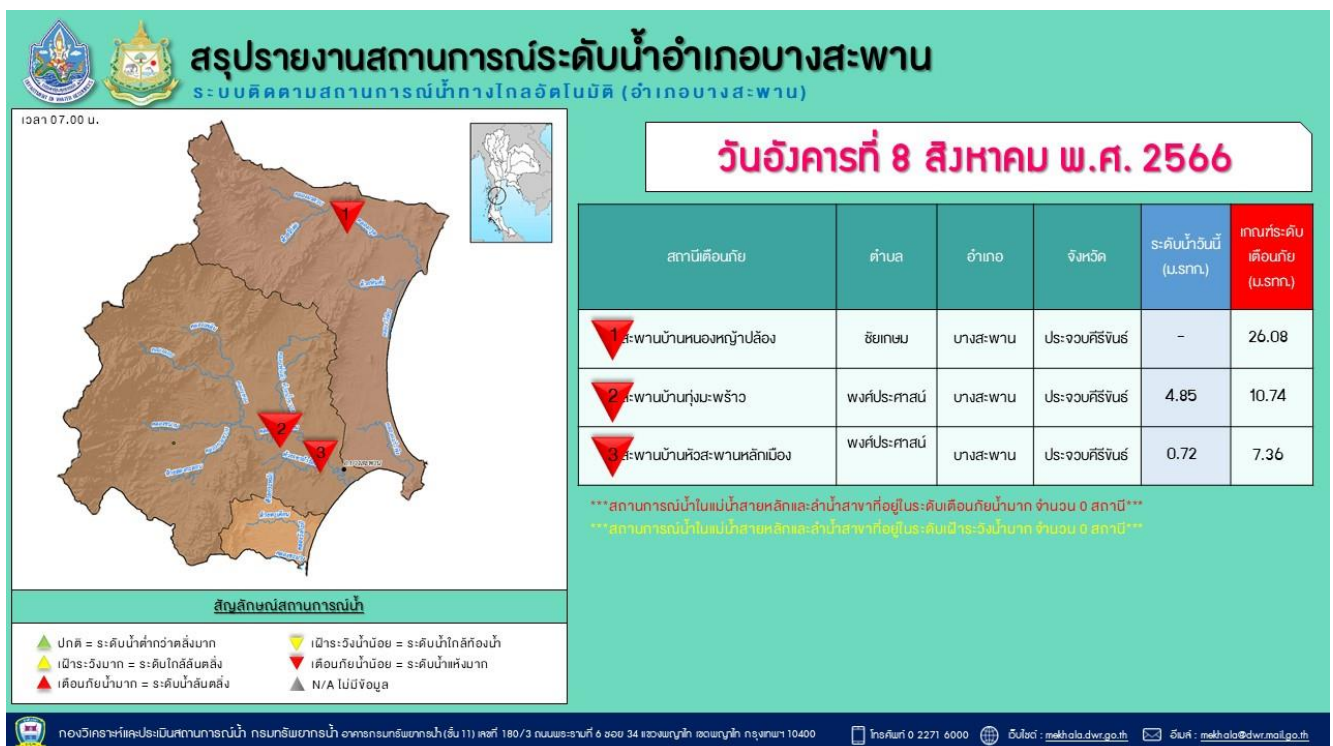 สรุปรายงานสถานการณ์ระดับน้ำอำเภอบางสะพาน
ระบบติดตามสถานการณ์น้ำทางไกลอัตโนมัติ (อำเภอบางสะพาน)
เวลา 07.00 น.
วันอังคารที่ 8 สิงหาคม พ.ศ. 2566
สถานีเตือนภัย ตำบล อำเภอ จังหวัด ระดับน้ำวันนี้ (ม.รทก.) เกณฑ์ระดับเตือนภัย (ม.รทก.)
1 สะพานบ้านหนองหญ้าปล้อง ชัยเกษม บางสะพาน ประจวบคีรีขันธ์ - 26.08
2 สะพานบ้านทุ่งมะพร้าว พงศ์ประศาสน์ บางสะพาน ประจวบคีรีขันธ์ 4.85 10.74
3 สะพานบ้านหัวสะพานหลักเมือง พงศ์ประศาสน์ บางสะพาน ประจวบคีรีขันธ์ 0.72 7.36
***สถานการณ์น้ำในแม่น้ำสายหลักและลำน้ำสาขาที่อยู่ในระดับเตือนภัยน้ำมาก จำนวน 0 สถานี***
***สถานการณ์น้ำในแม่น้ำสายหลักและลำน้ำสาขาที่อยู่ในระดับเฝ้าระวังน้ำมาก จำนวน 0 สถานี***
1
2
3
สัญลักษณ์สถานการณ์น้ำ
ปกติ = ระดับน้ำต่ำกว่าตลิ่งมาก
เฝ้าระวังมาก = ระดับใกล้ล้นตลิ่ง
เตือนภัยน้ำมาก = ระดับน้ำล้นตลิ่ง
เฝ้าระวังน้ำน้อย = ระดับน้ำใกล้ท้องน้ำ
เตือนภัยน้ำน้อย = ระดับน้ำแห้งมาก
N/A ไม่มีข้อมูล
กองวิเคราะห์และประเมินสถานการณ์น้ำ กรมทรัพยากรน้ำ อาคารกรมทรัพยากรน้ำ (ชั้น 11) เลขที่ 180/3 ถนนพระรามที่ 6 ซอย 34 แขวงพญาไท เขตพญาไท กรุงเทพฯ 10400
โทรศัพท์ 0 2271 6000
เว็บไซต์ : mekhala.dwr.go.th
อีเมล์ : mekhala@dwr.mail.go.th